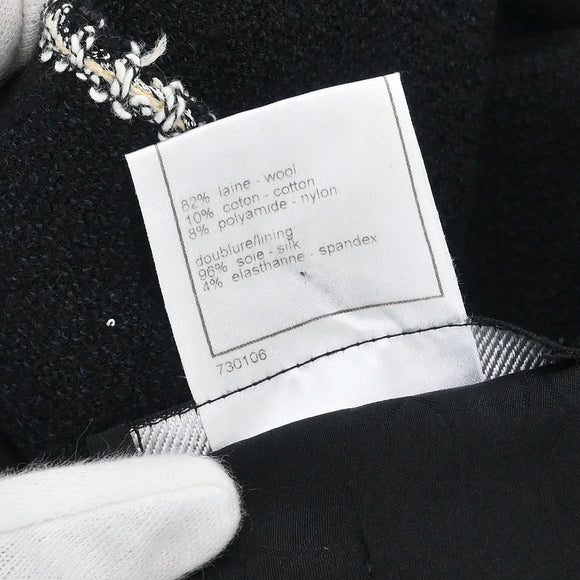 82% laine - wool
10% coton - cotton
8% polyamide - nylon
doublure/lining
96% soie - silk
4% elasthanne - spandex
730106